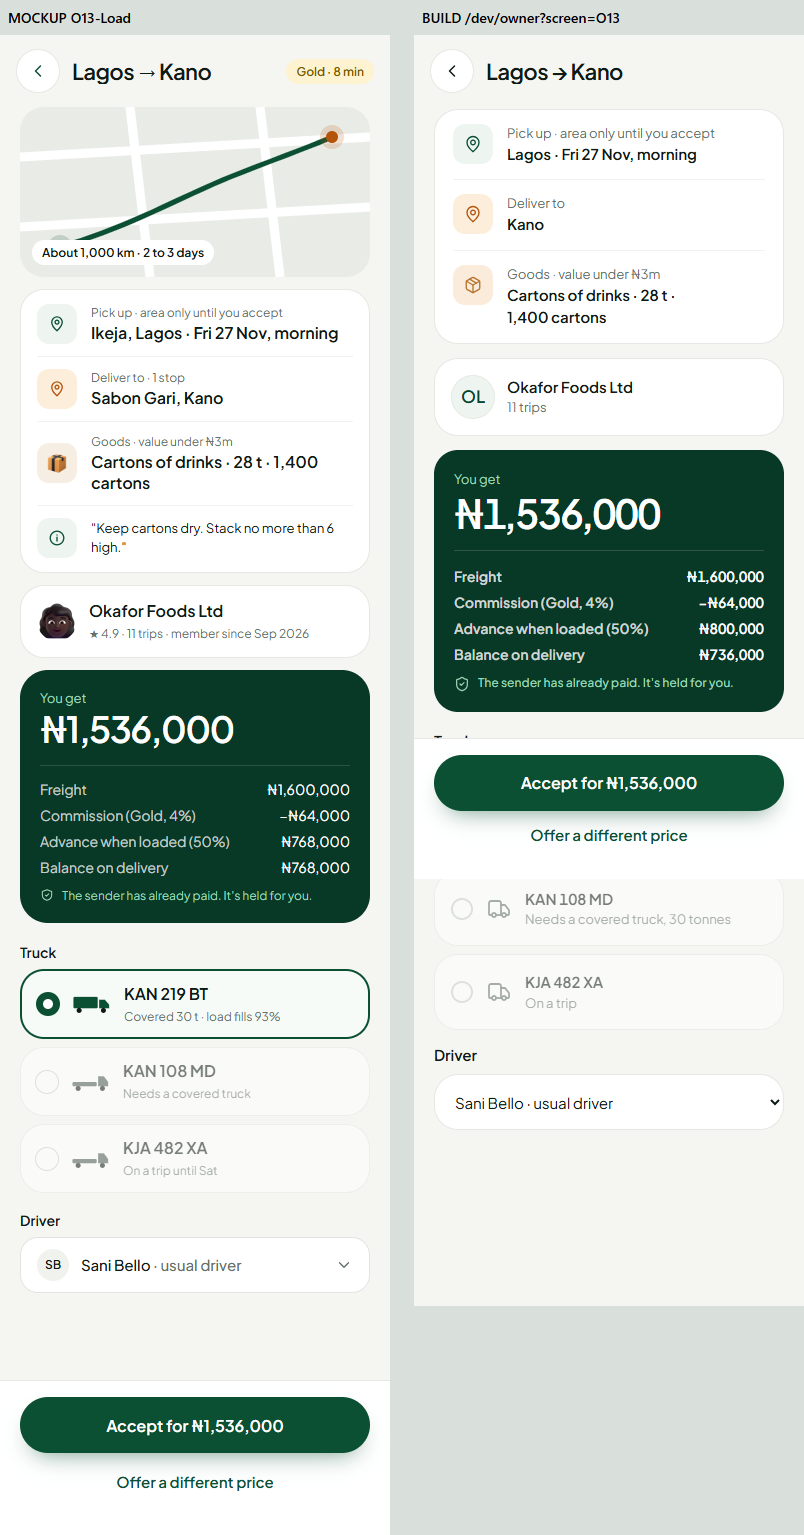 MOCKUP O13-Load
Lagos → Kano
Gold · 8 min
About 1,000 km · 2 to 3 days
Pick up · area only until you accept
Ikeja, Lagos · Fri 27 Nov, morning
Deliver to · 1 stop
Sabon Gari, Kano
Goods · value under ₦3m
Cartons of drinks · 28 t · 1,400
cartons
"Keep cartons dry. Stack no more than 6
high."
Okafor Foods Ltd
★ 4.9 · 11 trips · member since Sep 2026
You get
₦1,536,000
Freight ₦1,600,000
Commission (Gold, 4%) −₦64,000
Advance when loaded (50%) ₦768,000
Balance on delivery ₦768,000
The sender has already paid. It's held for you.
Truck
KAN 219 BT
Covered 30 t · load fills 93%
KAN 108 MD
Needs a covered truck
KJA 482 XA
On a trip until Sat
Driver
SB Sani Bello · usual driver
Accept for ₦1,536,000
Offer a different price
BUILD /dev/owner?screen=O13
Lagos → Kano
Pick up · area only until you accept
Lagos · Fri 27 Nov, morning
Deliver to
Kano
Goods · value under ₦3m
Cartons of drinks · 28 t ·
1,400 cartons
OL
Okafor Foods Ltd
11 trips
You get
₦1,536,000
Freight ₦1,600,000
Commission (Gold, 4%) −₦64,000
Advance when loaded (50%) ₦800,000
Balance on delivery ₦736,000
The sender has already paid. It's held for you.
Accept for ₦1,536,000
Offer a different price
KAN 108 MD
Needs a covered truck, 30 tonnes
KJA 482 XA
On a trip
Driver
Sani Bello · usual driver